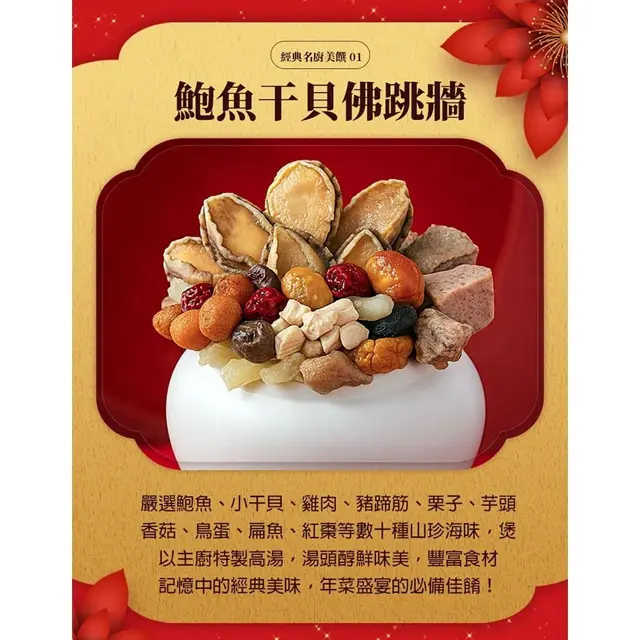 經典名廚美饌 01
鮑魚干貝佛跳牆
嚴選鮑魚、小干貝、雞肉、豬蹄筋、栗子、芋頭
香菇、鳥蛋、扁魚、紅棗等數十種山珍海味，煲
以主廚特製高湯，湯頭醇鮮味美，豐富食材
記憶中的經典美味，年菜盛宴的必備佳餚！